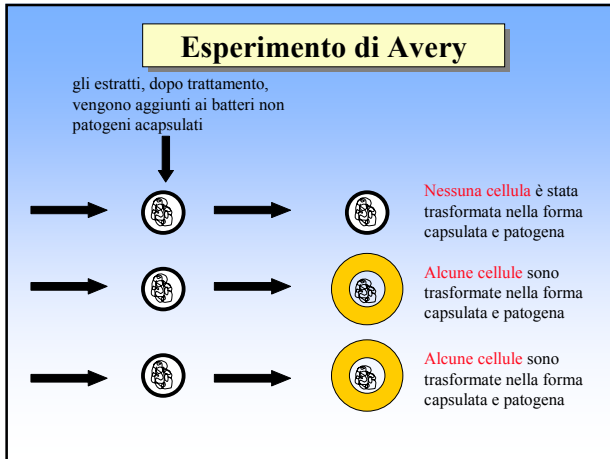 Esperimento di Avery
gli estratti, dopo trattamento,
vengono aggiunti ai batteri non
patogeni acapsulati
Nessuna cellula è stata
trasformata nella forma
capsulata e patogena
Alcune cellule sono
trasformate nella forma
capsulata e patogena
Alcune cellule sono
trasformate nella forma
capsulata e patogena